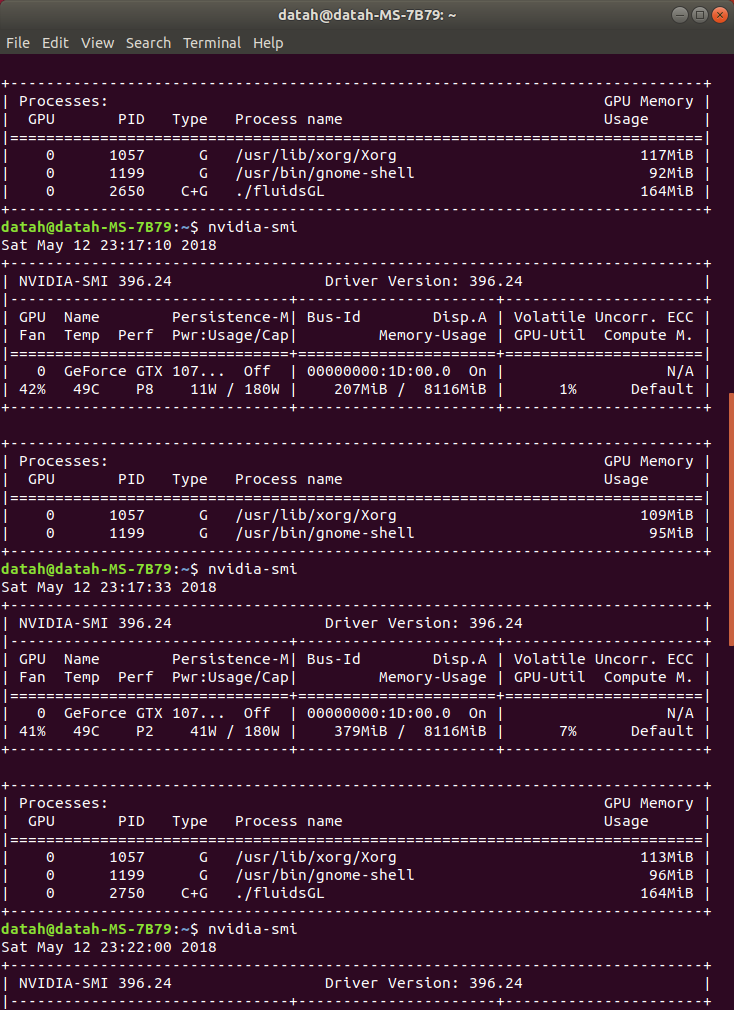 datah@datah-MS-7B79: ~
File Edit View Search Terminal Help
+-----------------------------------------------------------------------------+
| Processes:                                                       GPU Memory |
|  GPU       PID   Type   Process name                             Usage      |
|=============================================================================|
|    0      1057      G   /usr/lib/xorg/Xorg                           117MiB |
|    0      1199      G   /usr/bin/gnome-shell                          92MiB |
|    0      2650    C+G   ./fluidsGL                                   164MiB |
+-----------------------------------------------------------------------------+
datah@datah-MS-7B79:~$ nvidia-smi
Sat May 12 23:17:10 2018
+-----------------------------------------------------------------------------+
| NVIDIA-SMI 396.24                 Driver Version: 396.24                    |
|-------------------------------+----------------------+----------------------+
| GPU  Name        Persistence-M| Bus-Id        Disp.A | Volatile Uncorr. ECC |
| Fan  Temp  Perf  Pwr:Usage/Cap|         Memory-Usage | GPU-Util  Compute M. |
|===============================+======================+======================|
|   0  GeForce GTX 107...  Off  | 00000000:1D:00.0  On |                  N/A |
| 42%   49C    P8    11W / 180W |    207MiB /  8116MiB |      1%      Default |
+-------------------------------+----------------------+----------------------+
+-----------------------------------------------------------------------------+
| Processes:                                                       GPU Memory |
|  GPU       PID   Type   Process name                             Usage      |
|=============================================================================|
|    0      1057      G   /usr/lib/xorg/Xorg                           109MiB |
|    0      1199      G   /usr/bin/gnome-shell                          95MiB |
+-----------------------------------------------------------------------------+
datah@datah-MS-7B79:~$ nvidia-smi
Sat May 12 23:17:33 2018
+-----------------------------------------------------------------------------+
| NVIDIA-SMI 396.24                 Driver Version: 396.24                    |
|-------------------------------+----------------------+----------------------+
| GPU  Name        Persistence-M| Bus-Id        Disp.A | Volatile Uncorr. ECC |
| Fan  Temp  Perf  Pwr:Usage/Cap|         Memory-Usage | GPU-Util  Compute M. |
|===============================+======================+======================|
|   0  GeForce GTX 107...  Off  | 00000000:1D:00.0  On |                  N/A |
| 41%   49C    P2    41W / 180W |    379MiB /  8116MiB |      7%      Default |
+-------------------------------+----------------------+----------------------+
+-----------------------------------------------------------------------------+
| Processes:                                                       GPU Memory |
|  GPU       PID   Type   Process name                             Usage      |
|=============================================================================|
|    0      1057      G   /usr/lib/xorg/Xorg                           113MiB |
|    0      1199      G   /usr/bin/gnome-shell                          96MiB |
|    0      2750    C+G   ./fluidsGL                                   164MiB |
+-----------------------------------------------------------------------------+
datah@datah-MS-7B79:~$ nvidia-smi
Sat May 12 23:22:00 2018
+-----------------------------------------------------------------------------+
| NVIDIA-SMI 396.24                 Driver Version: 396.24                    |
|-------------------------------+----------------------+----------------------+